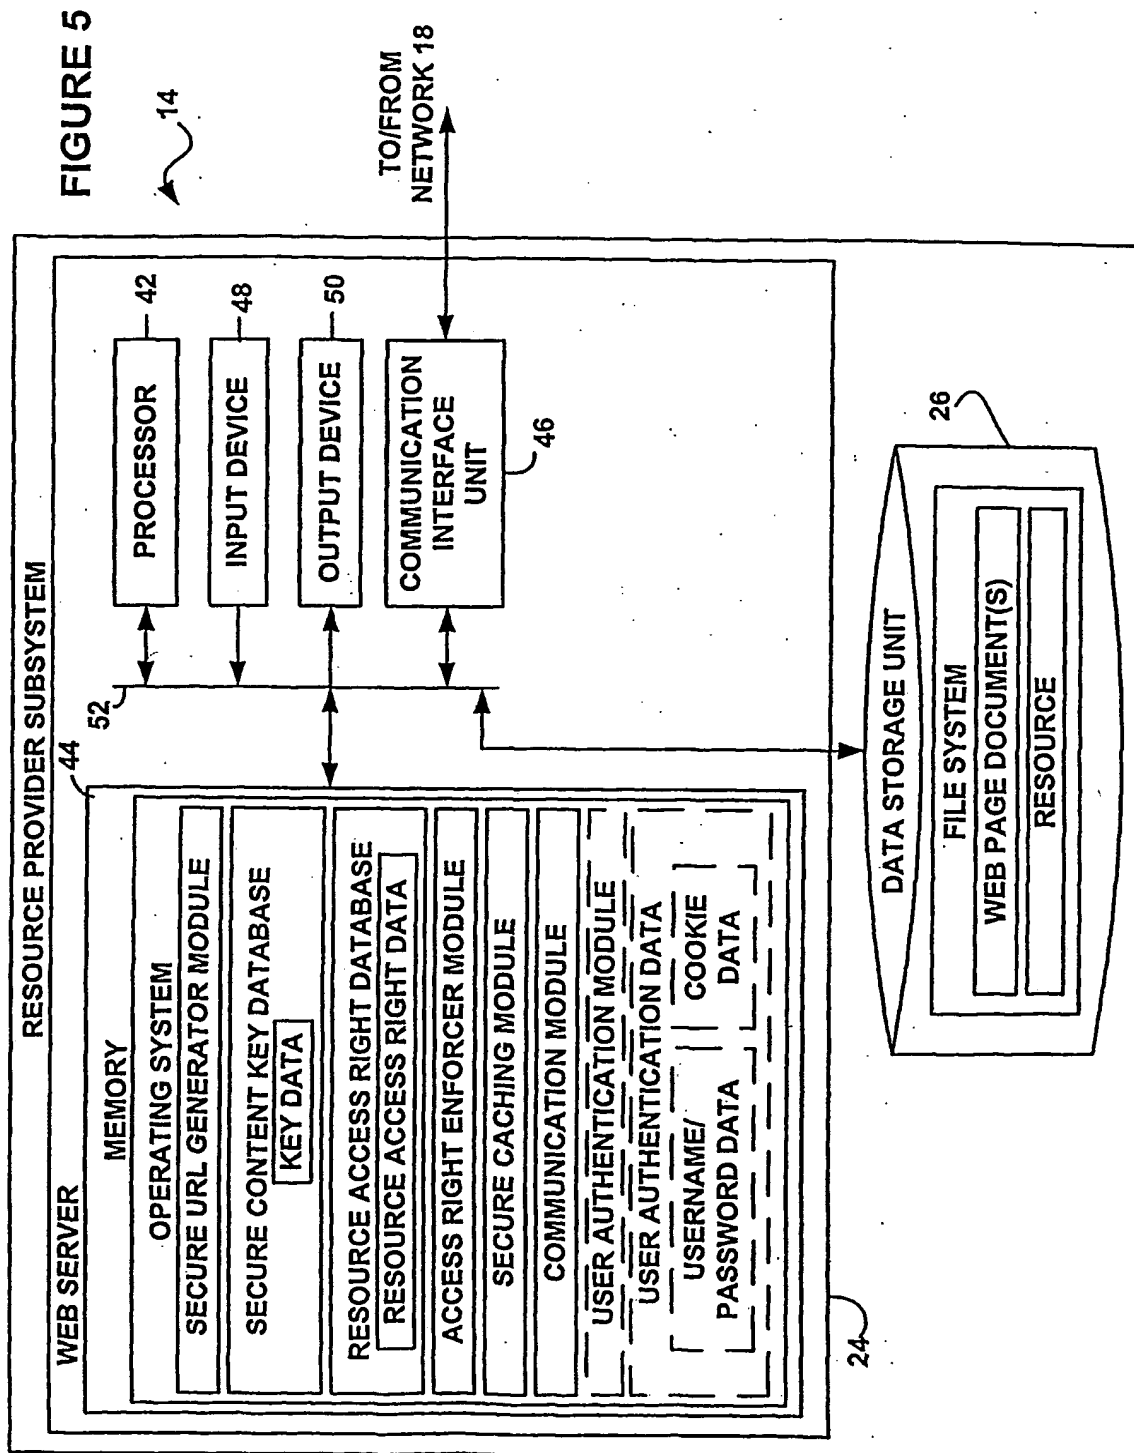 FIGURE 5
14
RESOURCE PROVIDER SUBSYSTEM
WEB SERVER
44
MEMORY
OPERATING SYSTEM
SECURE URL GENERATOR MODULE
SECURE CONTENT KEY DATABASE
KEY DATA
RESOURCE ACCESS RIGHT DATABASE
RESOURCE ACCESS RIGHT DATA
ACCESS RIGHT ENFORCER MODULE
SECURE CACHING MODULE
COMMUNICATION MODULE
USER AUTHENTICATION MODULE
USER AUTHENTICATION DATA
USERNAME/
PASSWORD DATA
COOKIE
DATA
24
52
PROCESSOR
42
INPUT DEVICE
48
OUTPUT DEVICE
50
COMMUNICATION
INTERFACE
UNIT
46
TO/FROM
NETWORK 18
DATA STORAGE UNIT
26
FILE SYSTEM
WEB PAGE DOCUMENT(S)
RESOURCE